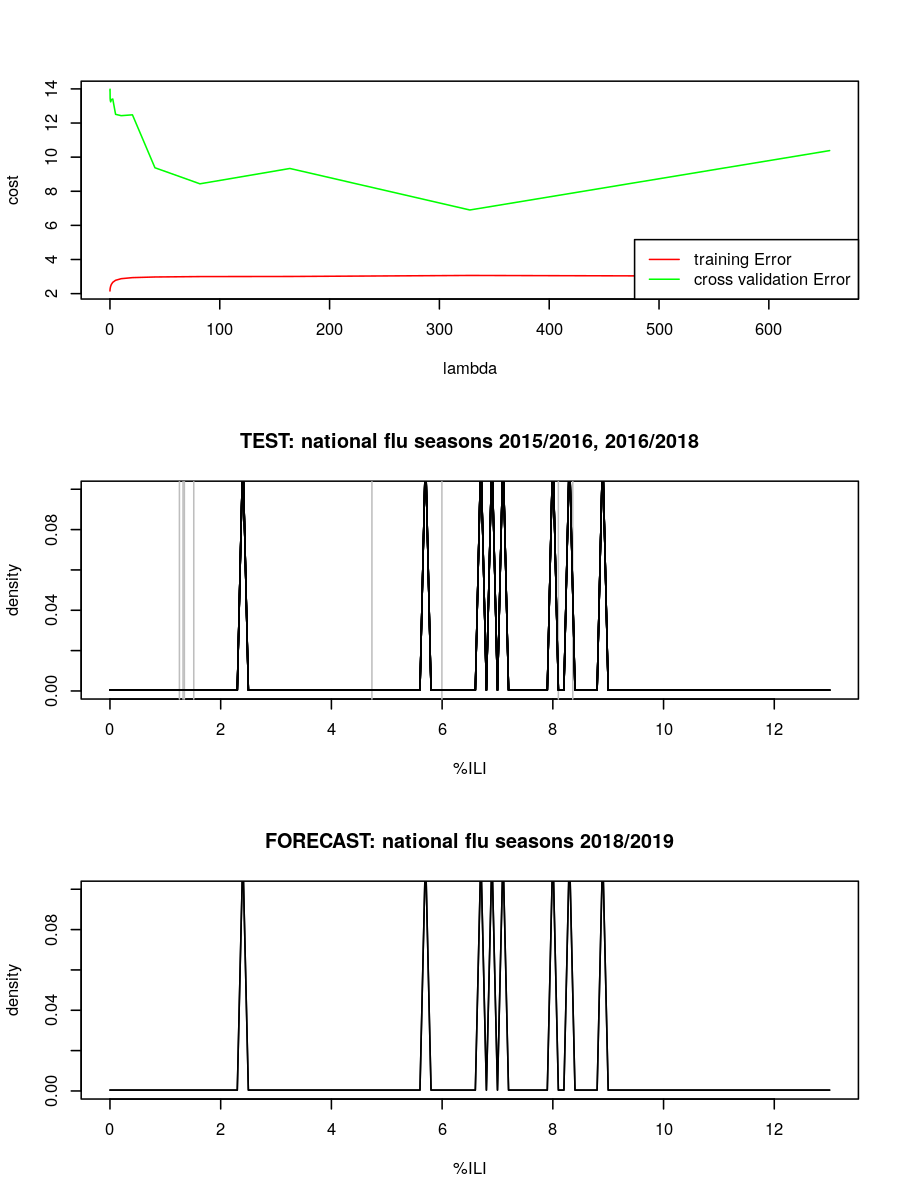 14
12
10
8
6
4
2
cost
training Error
cross validation Error
0 100 200 300 400 500 600
lambda
TEST: national flu seasons 2015/2016, 2016/2018
0.08
0.04
0.00
density
0 2 4 6 8 10 12
%ILI
FORECAST: national flu seasons 2018/2019
0.08
0.04
0.00
density
0 2 4 6 8 10 12
%ILI